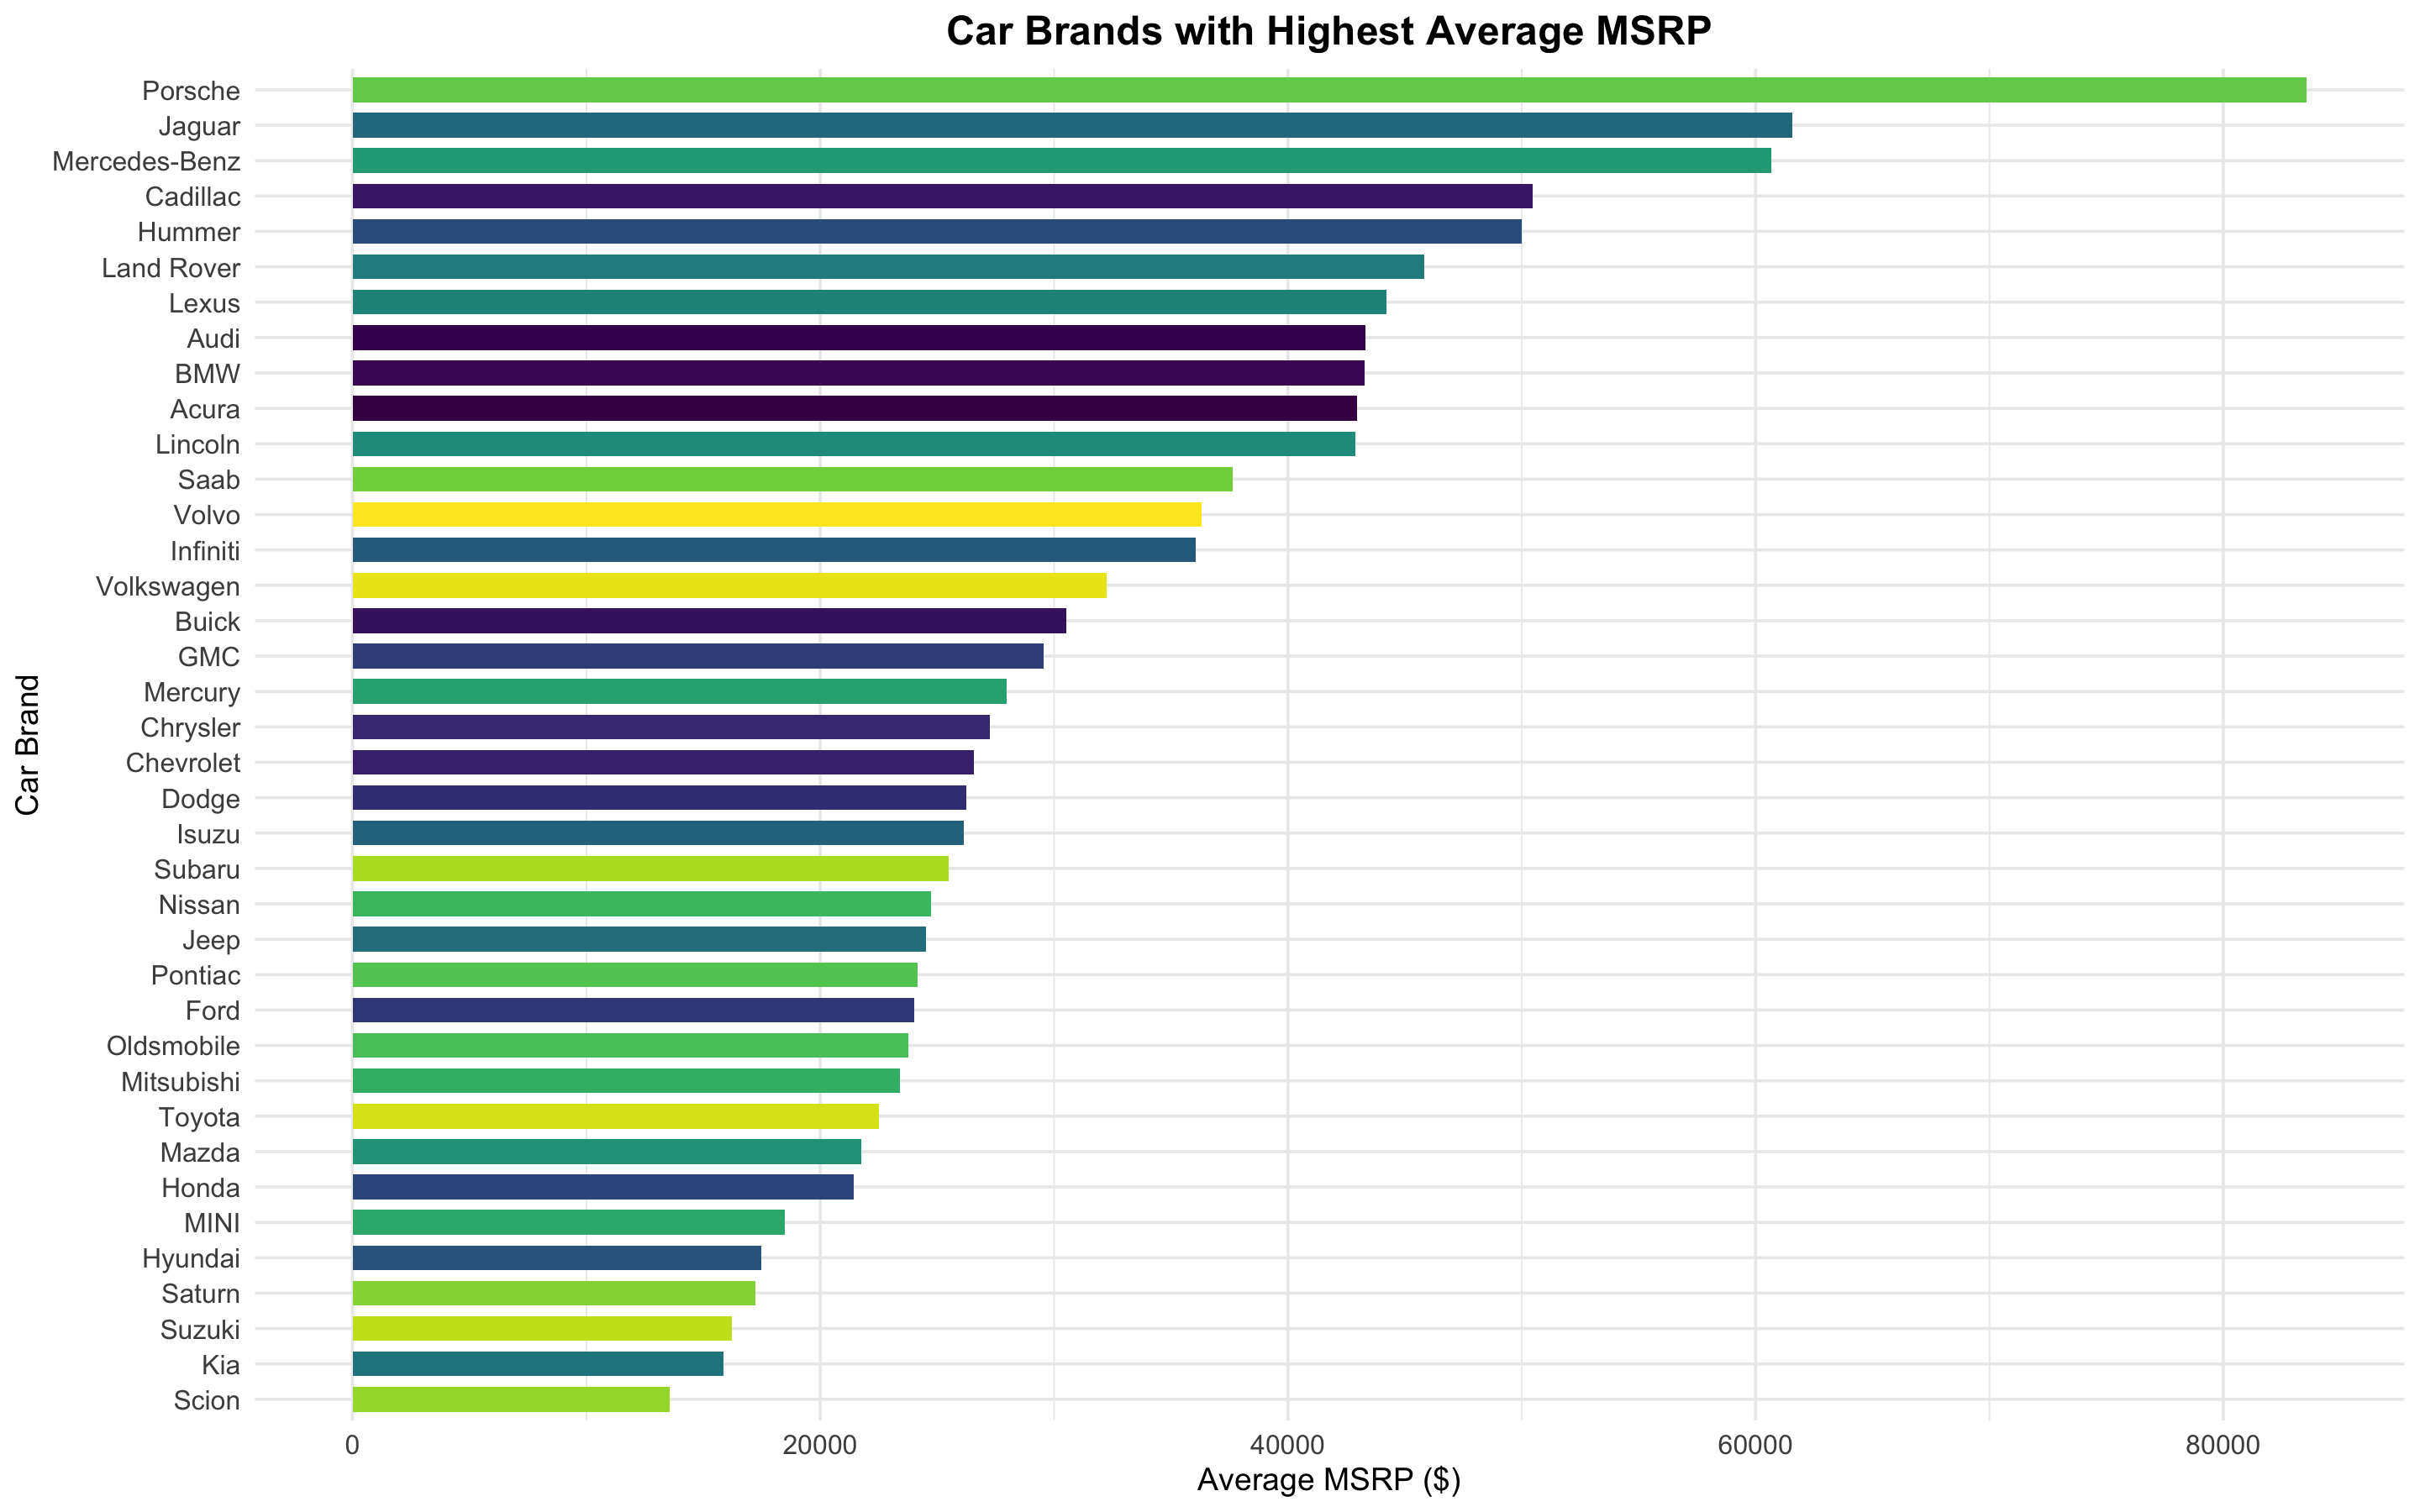 Car Brands with Highest Average MSRP
Porsche
Jaguar
Mercedes-Benz
Cadillac
Hummer
Land Rover
Lexus
Audi
BMW
Acura
Lincoln
Saab
Volvo
Infiniti
Volkswagen
Buick
GMC
Mercury
Chrysler
Chevrolet
Dodge
Isuzu
Subaru
Nissan
Jeep
Pontiac
Ford
Oldsmobile
Mitsubishi
Toyota
Mazda
Honda
MINI
Hyundai
Saturn
Suzuki
Kia
Scion
Car Brand
0 20000 40000 60000 80000
Average MSRP ($)